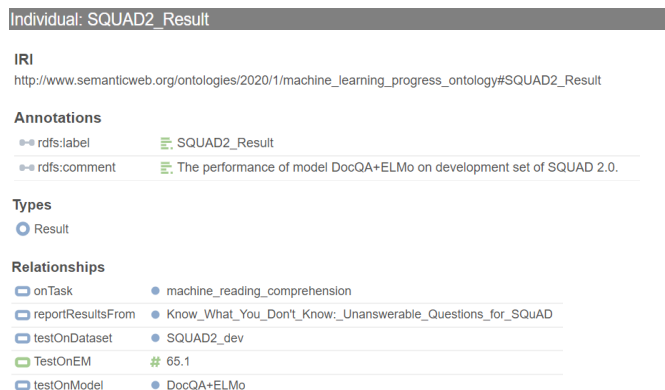 Individual: SQUAD2_Result
IRI
http://www.semanticweb.org/ontologies/2020/1/machine_learning_progress_ontology#SQUAD2_Result
Annotations
rdfs:label SQUAD2_Result
rdfs:comment The performance of model DocQA+ELMo on development set of SQUAD 2.0.
Types
Result
Relationships
onTask machine_reading_comprehension
reportResultsFrom Know_What_You_Don't_Know:_Unanswerable_Questions_for_SQuAD
testOnDataset SQUAD2_dev
TestOnEM # 65.1
testOnModel DocQA+ELMo